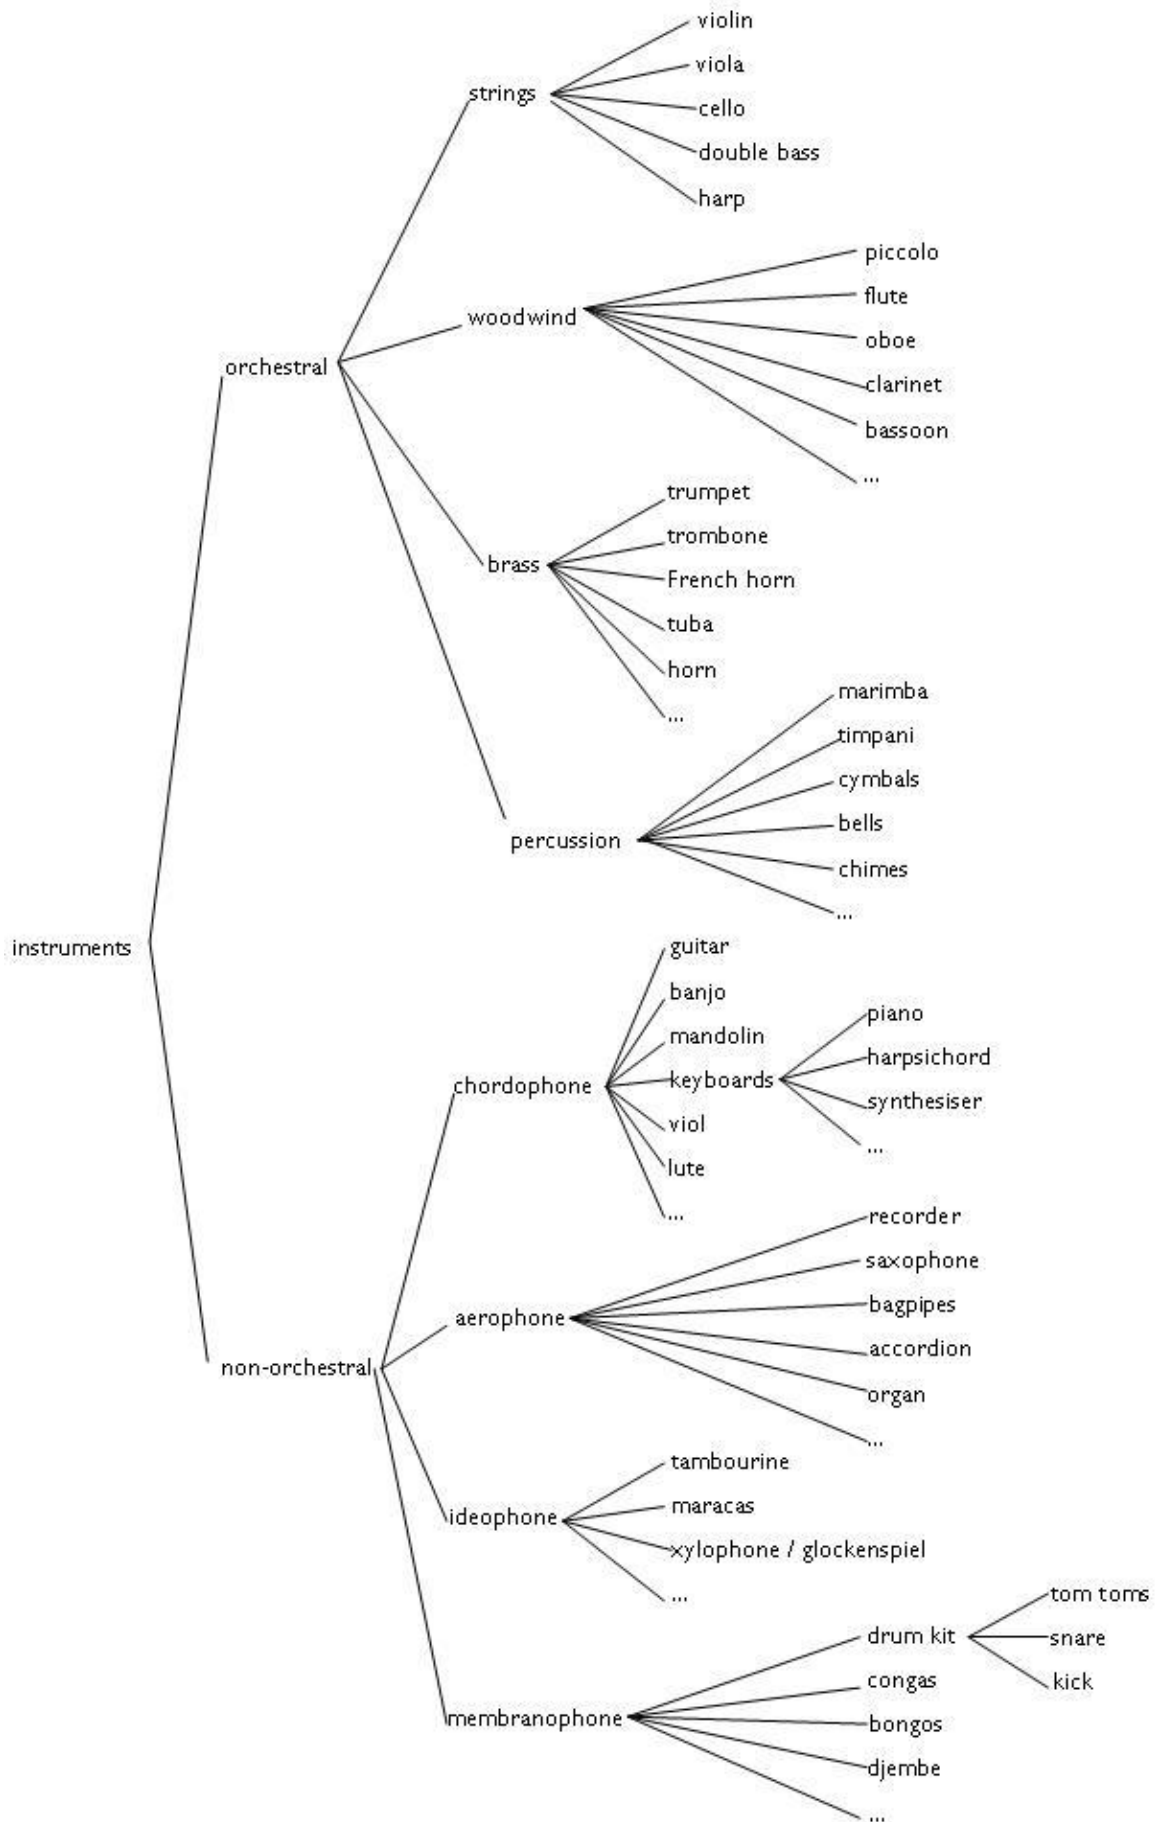 violin
viola
strings
cello
double bass
harp
piccolo
flute
woodwind
oboe
orchestral
clarinet
bassoon
...
trumpet
trombone
brass
French horn
tuba
horn
...
marimba
timpani
cymbals
bells
percussion
chimes
...
instruments
guitar
banjo
piano
mandolin
harpsichord
chordophone
keyboards
synthesiser
viol
...
lute
...
recorder
saxophone
bagpipes
aerophone
accordion
non-orchestral
organ
...
tambourine
maracas
ideophone
xylophone / glockenspiel
...
tom toms
drum kit
snare
congas
kick
membranophone
bongos
djembe
...